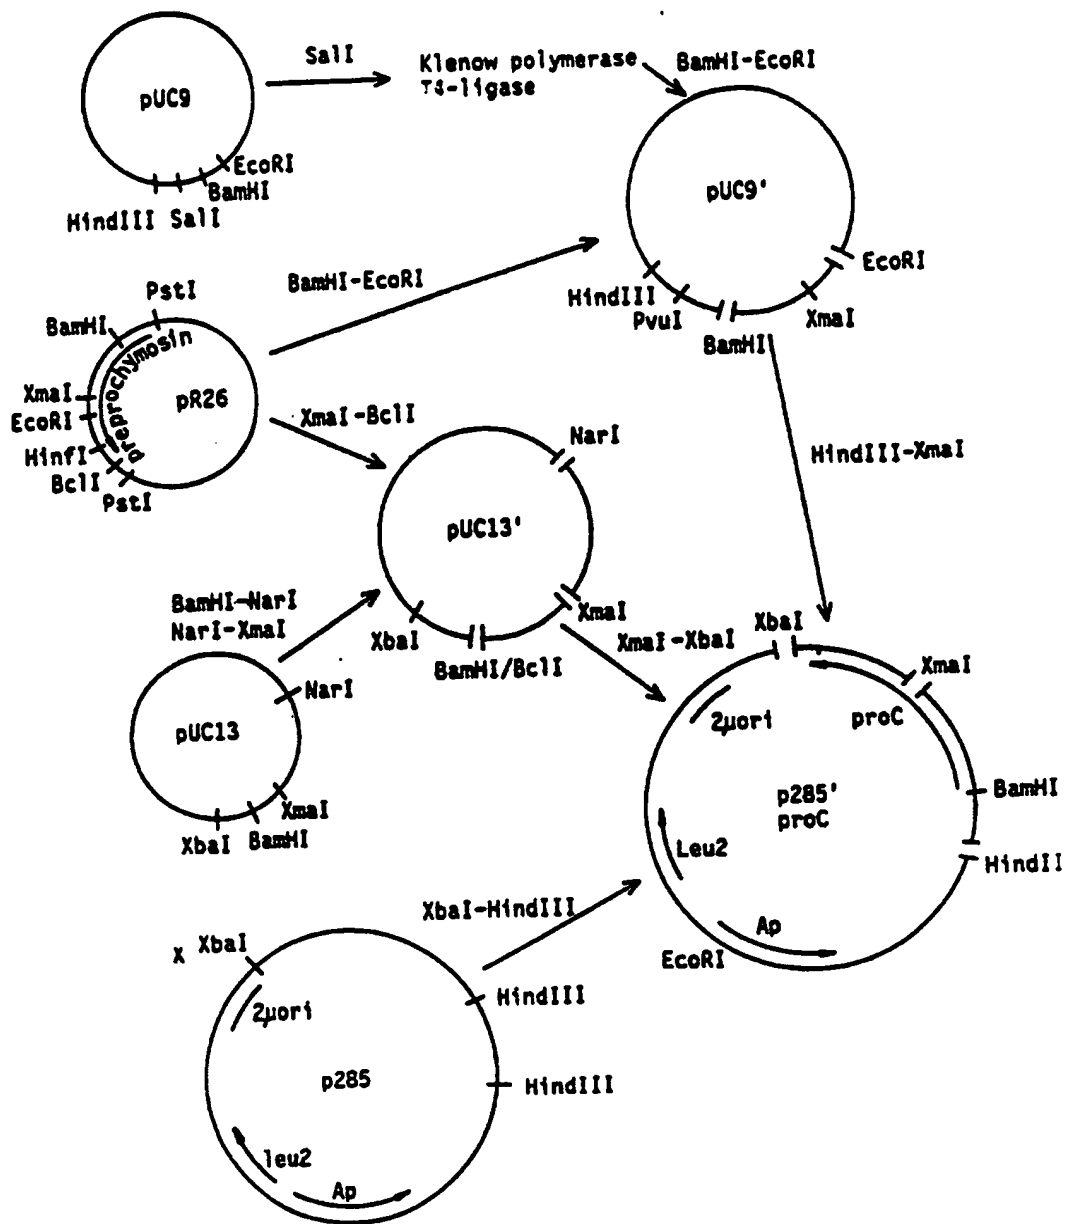 SalI
Klenow polymerase
T4-ligase
BamHI-EcoRI
pUC9
EcoRI
BamHI
HindIII SalI
pUC9'
EcoRI
XmaI
BamHI
PvuI
HindIII
BamHI-EcoRI
PstI
BamHI
preprochymosin
XmaI
EcoRI
pR26
HinfI
BclI
PstI
XmaI-BclI
NarI
HindIII-XmaI
pUC13'
XmaI
XbaI
BamHI/BclI
BamHI-NarI
NarI-XmaI
XmaI-XbaI
XbaI
XmaI
NarI
pUC13
XmaI
XbaI BamHI
2µori
proC
p285'
proC
BamHI
Leu2
HindII
Ap
EcoRI
XbaI-HindIII
X XbaI
HindIII
2µori
p285
HindIII
leu2
Ap